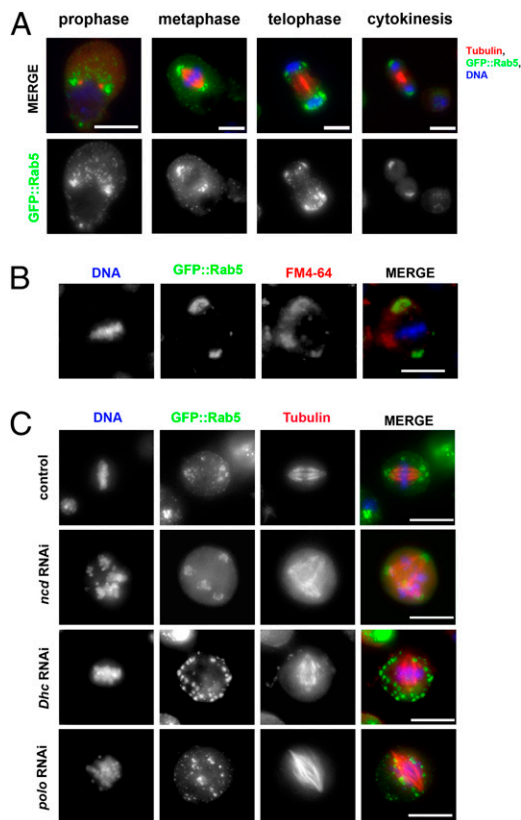 A
prophase metaphase telophase cytokinesis
MERGE
Tubulin,
GFP::Rab5,
DNA
GFP::Rab5
B
DNA GFP::Rab5 FM4-64 MERGE
C
DNA GFP::Rab5 Tubulin MERGE
control
ncd RNAi
Dhc RNAi
polo RNAi